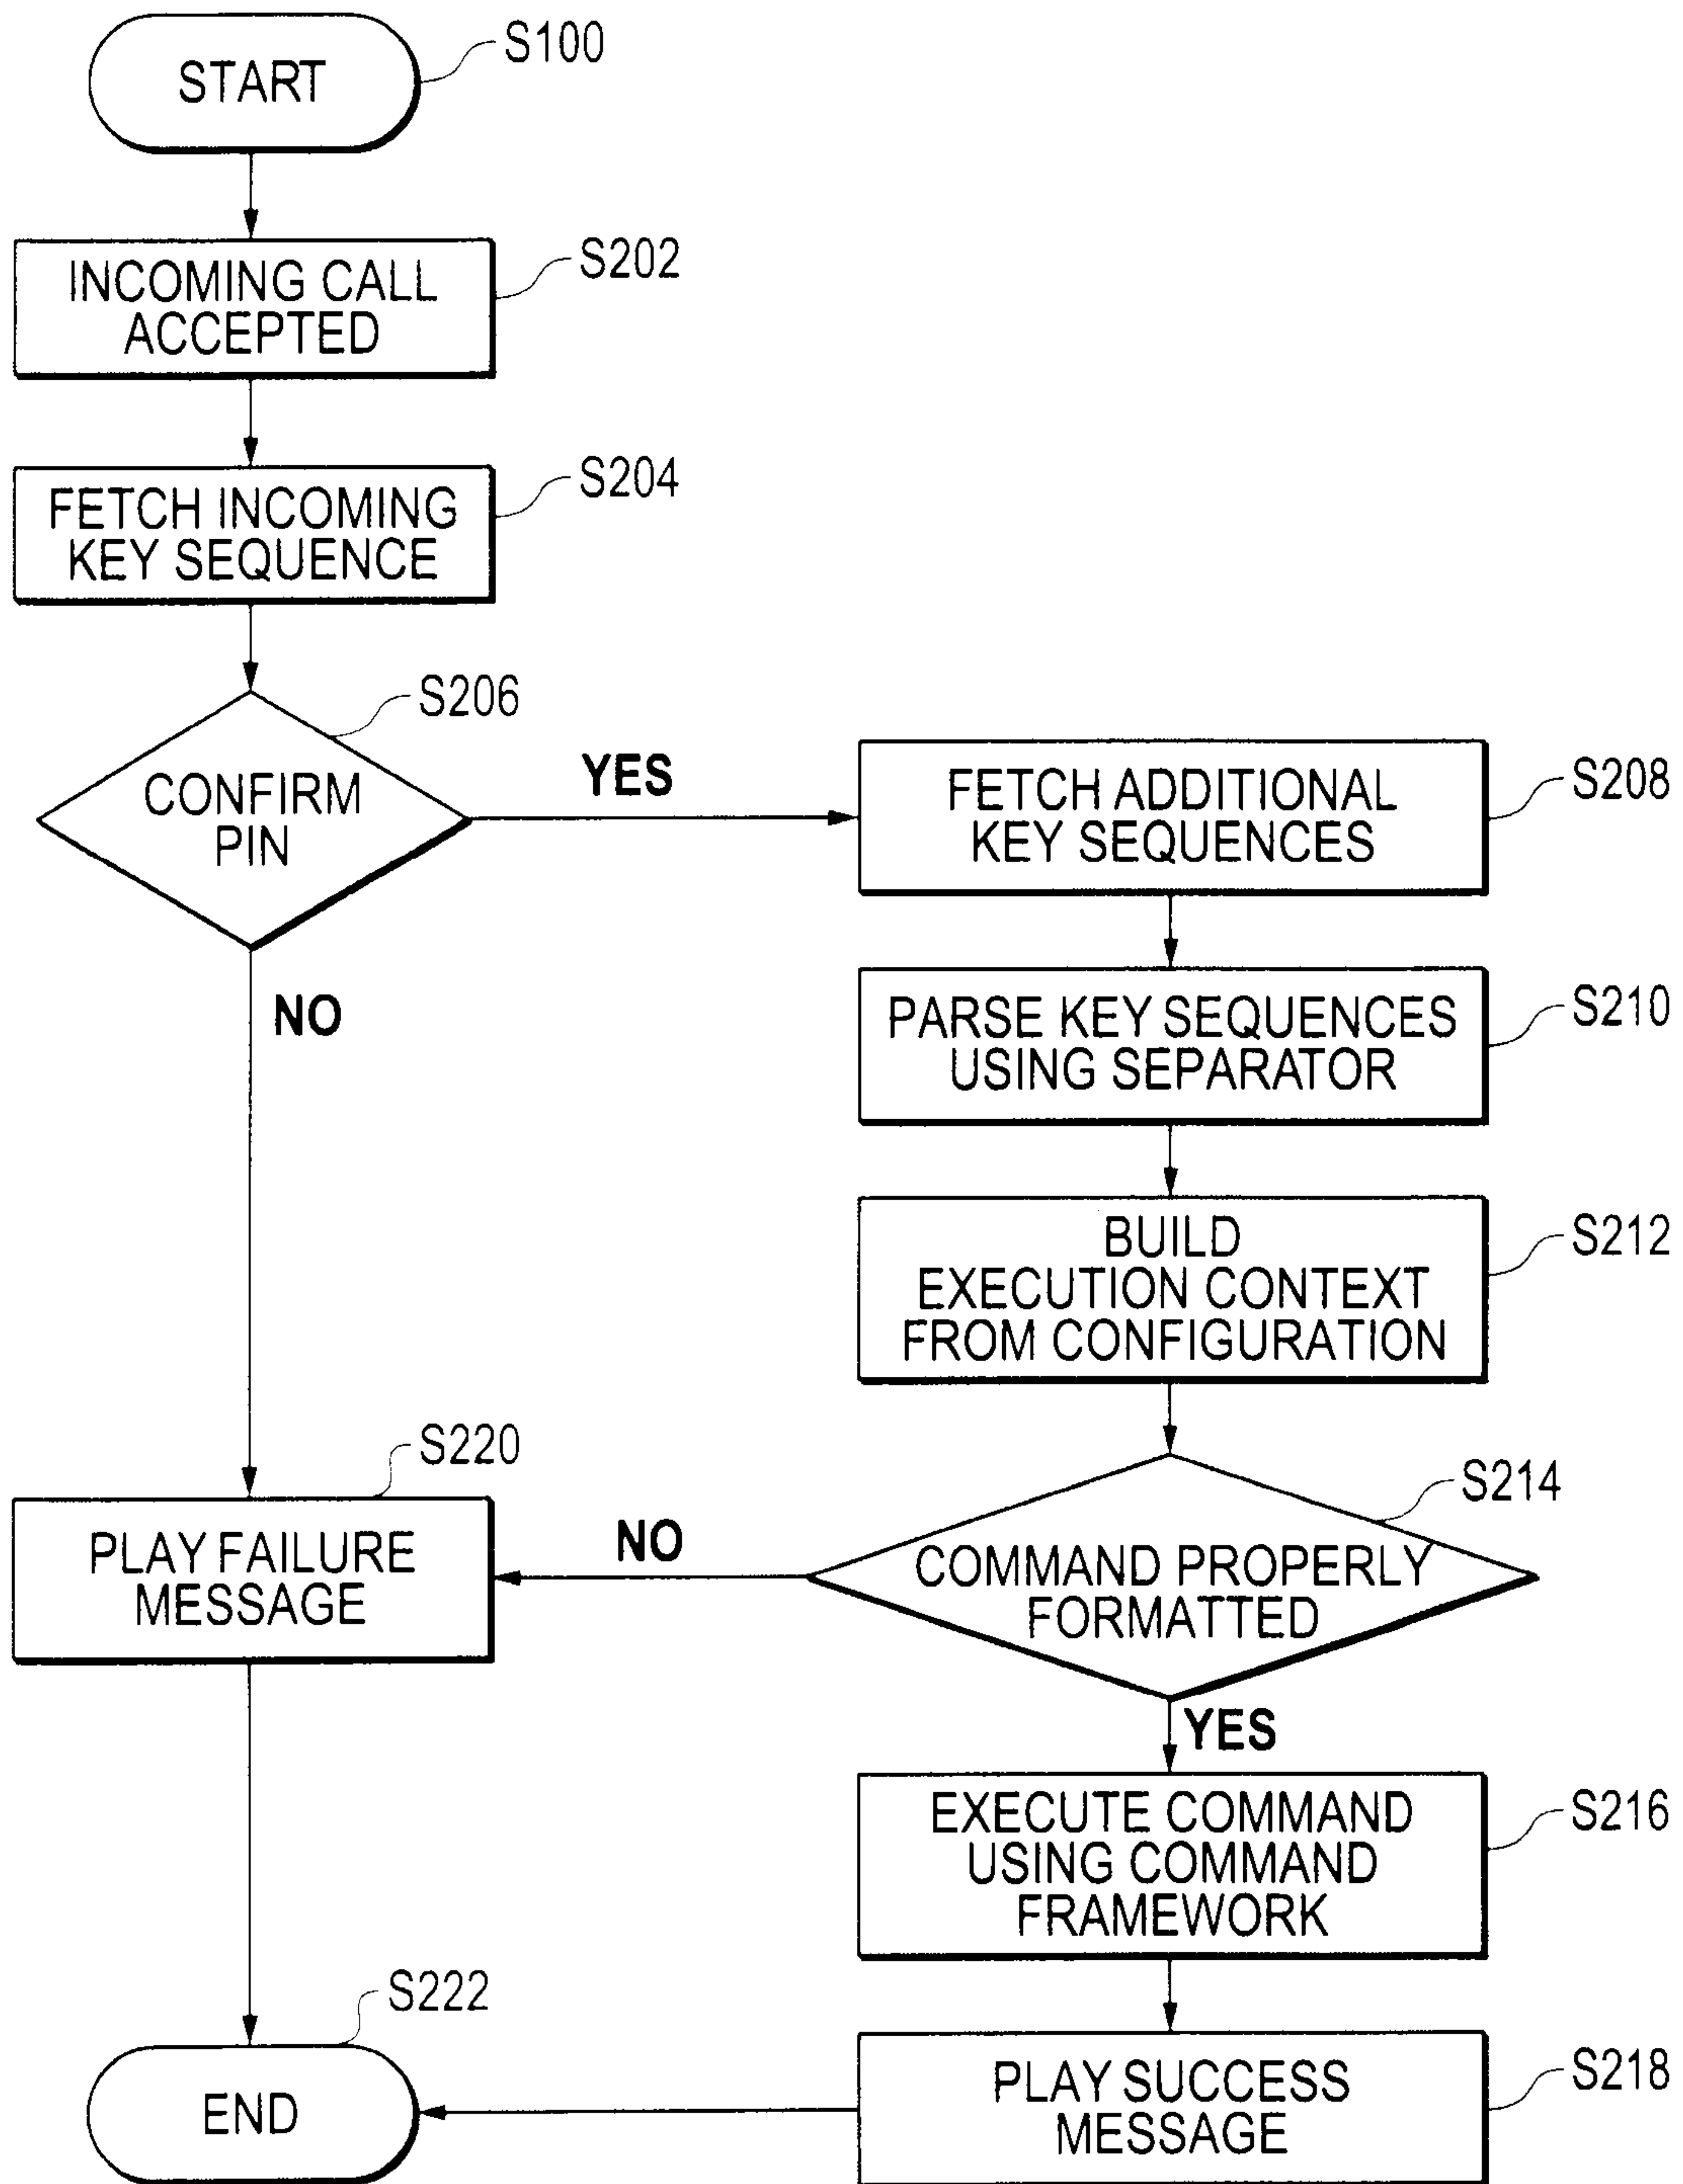 START
S100
INCOMING CALL
ACCEPTED
S202
FETCH INCOMING
KEY SEQUENCE
S204
CONFIRM
PIN
S206
YES
NO
FETCH ADDITIONAL
KEY SEQUENCES
S208
PARSE KEY SEQUENCES
USING SEPARATOR
S210
BUILD
EXECUTION CONTEXT
FROM CONFIGURATION
S212
COMMAND PROPERLY
FORMATTED
S214
NO
YES
PLAY FAILURE
MESSAGE
S220
EXECUTE COMMAND
USING COMMAND
FRAMEWORK
S216
PLAY SUCCESS
MESSAGE
S218
END
S222